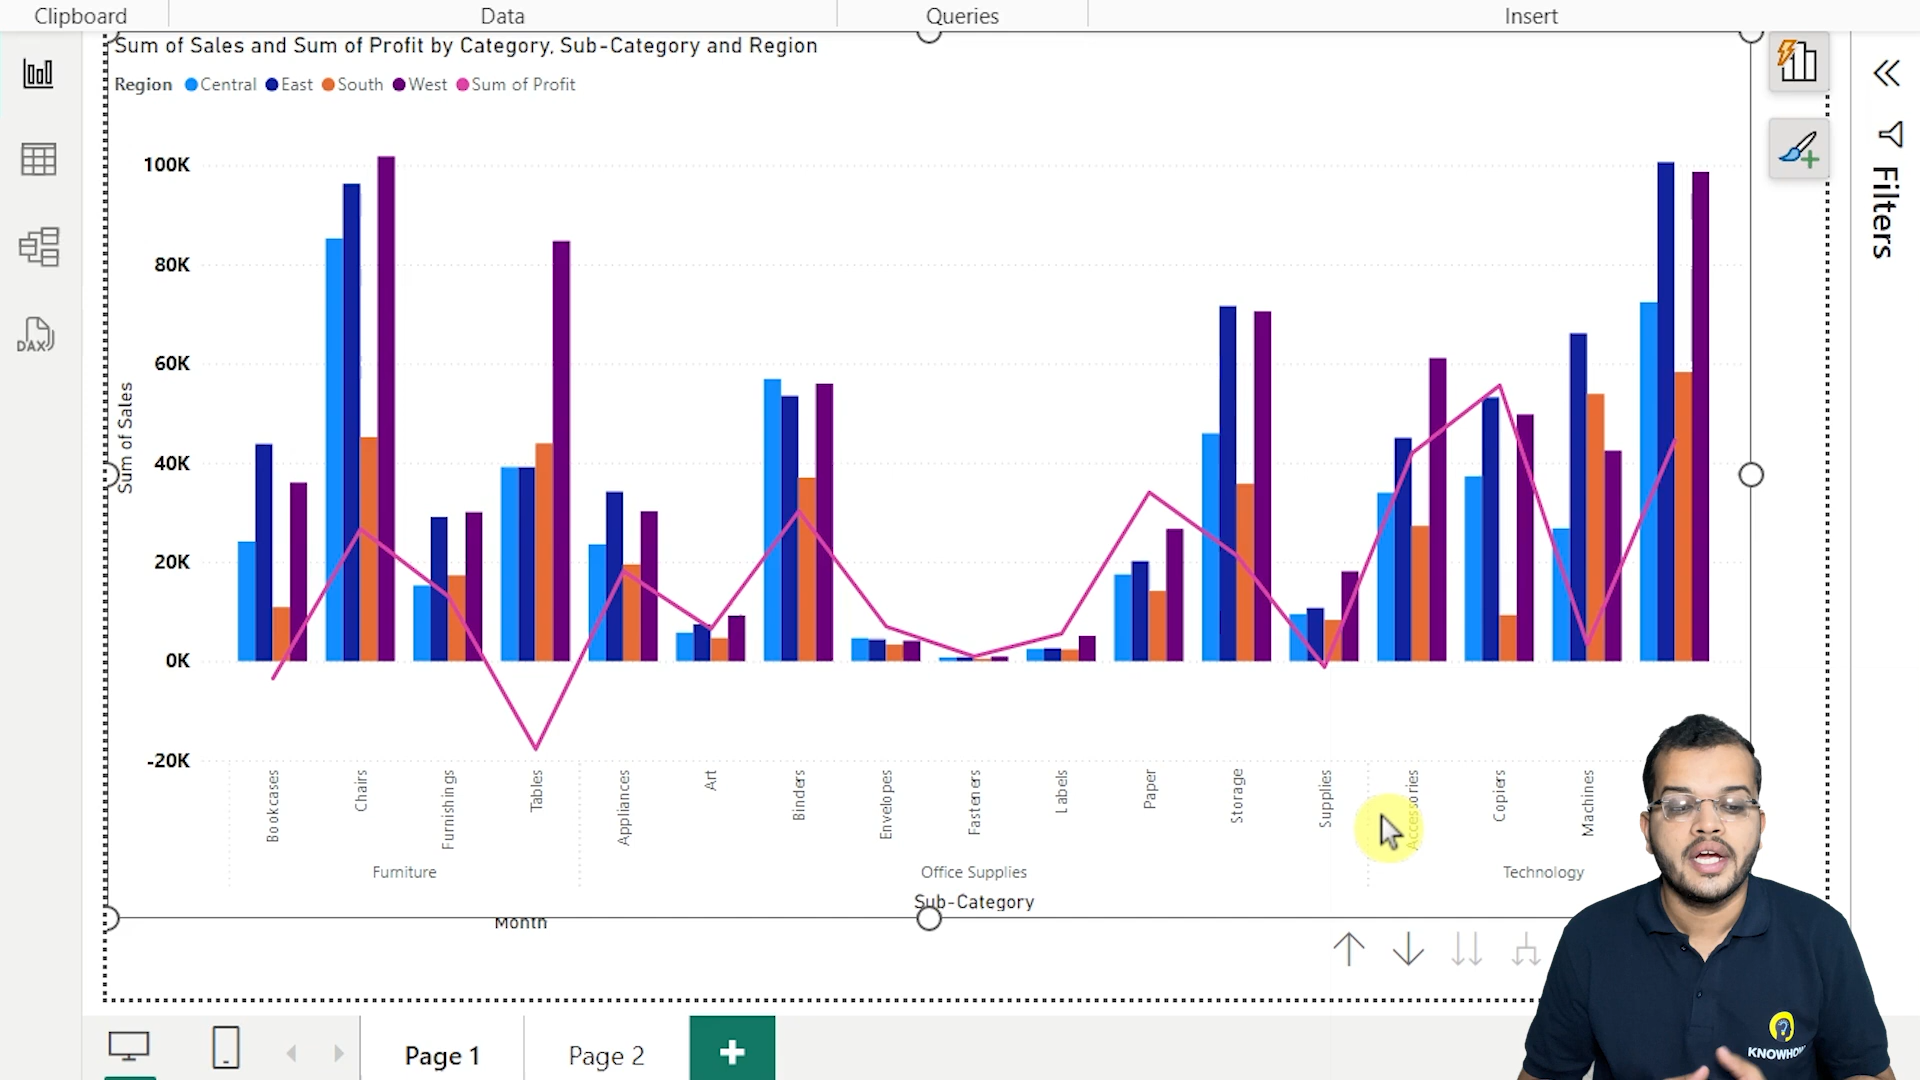 Clipboard
Data
Queries
Insert
Sum of Sales and Sum of Profit by Category, Sub-Category and Region
Region Central East South West Sum of Profit
Filters
100K
80K
60K
40K
20K
0K
-20K
Sum of Sales
DAX
Bookcases
Chairs
Furnishings
Tables
Appliances
Art
Binders
Envelopes
Fasteners
Labels
Paper
Storage
Supplies
Accessories
Copiers
Machines
Furniture
Office Supplies
Technology
Sub-Category
Month
Page 1
Page 2
KNOWHOW